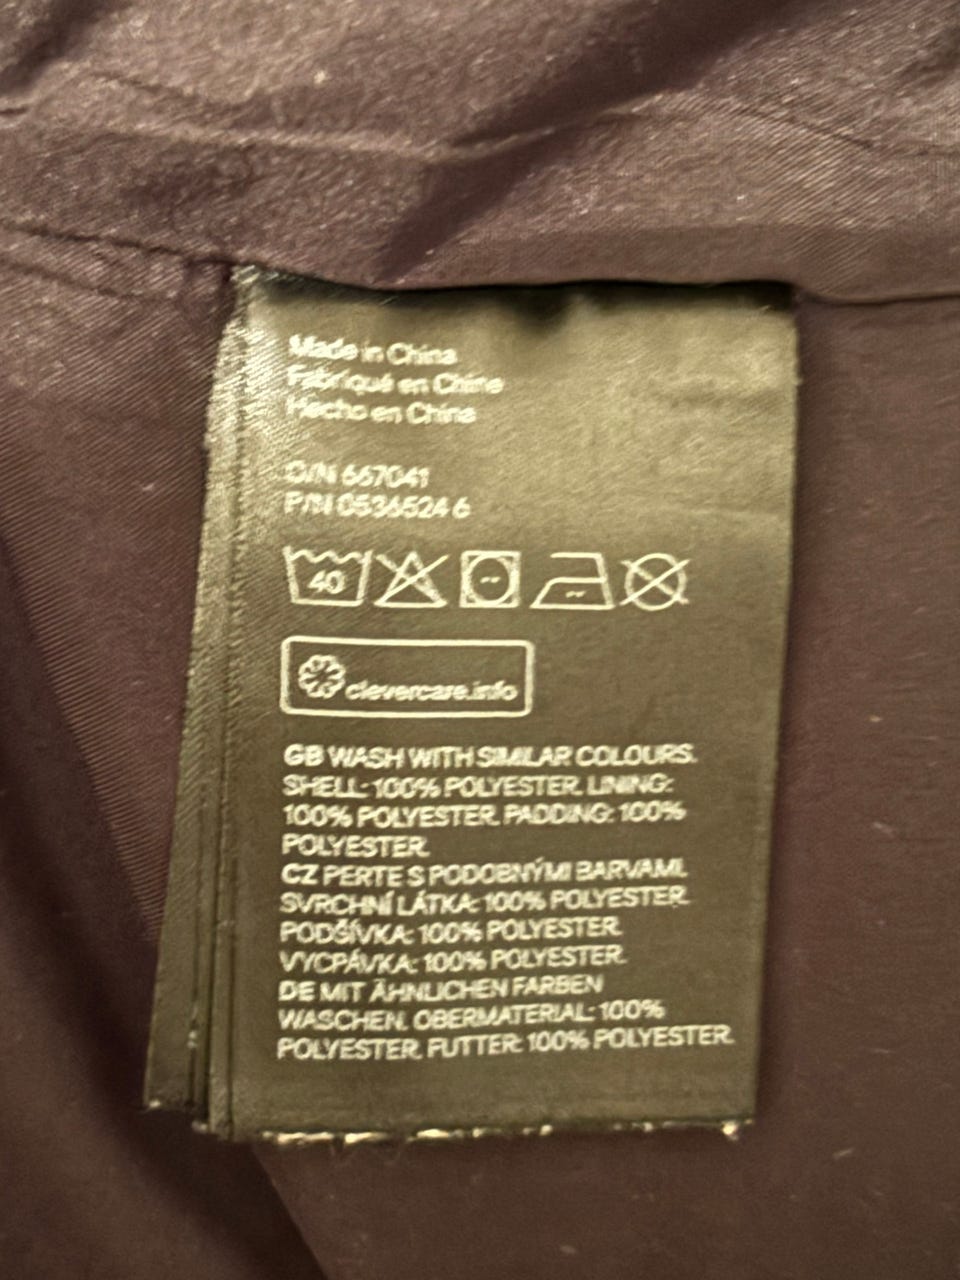 Made in China
Fabriqué en Chine
Hecho en China
O/N 667041
P/N 0536524 6
40
clevercare.info
GB WASH WITH SIMILAR COLOURS.
SHELL: 100% POLYESTER. LINING:
100% POLYESTER. PADDING: 100%
POLYESTER.
CZ PERTE S PODOBNÝMI BARVAMI.
SVRCHNÍ LÁTKA: 100% POLYESTER.
PODŠÍVKA: 100% POLYESTER.
VYCPÁVKA: 100% POLYESTER.
DE MIT ÄHNLICHEN FARBEN
WASCHEN. OBERMATERIAL: 100%
POLYESTER. FUTTER: 100% POLYESTER.